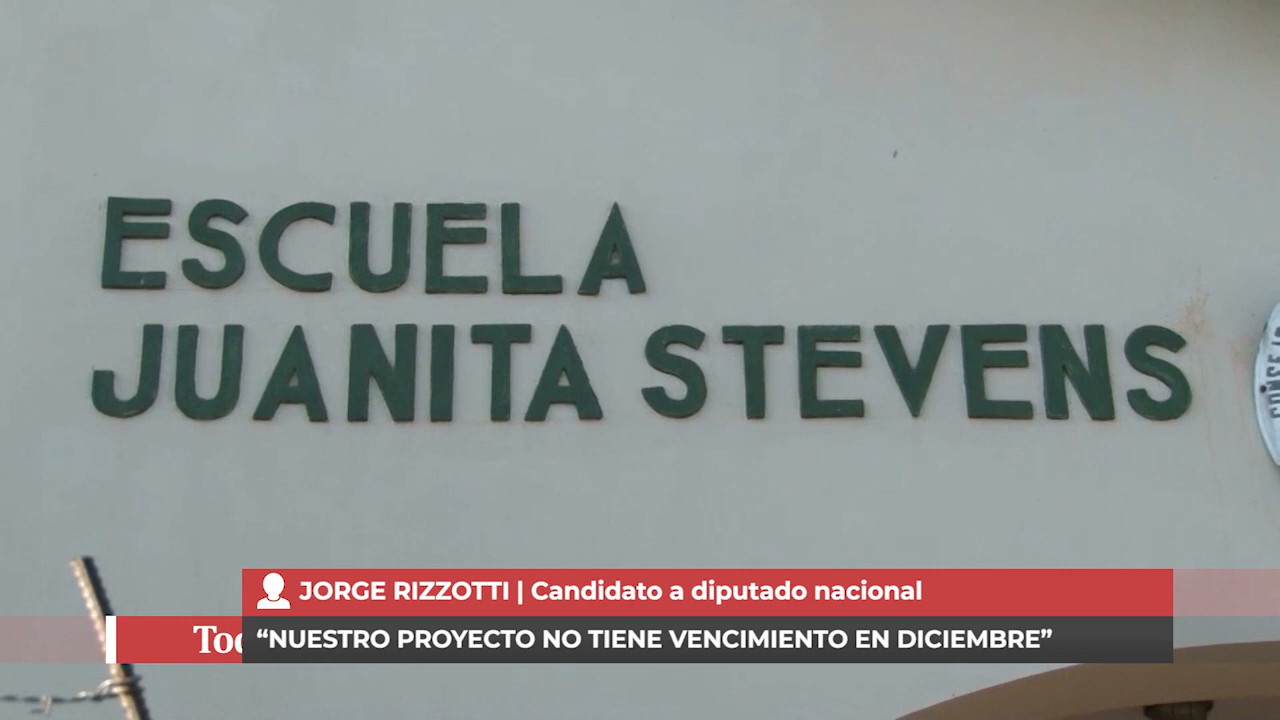 ESCUELA
JUANITA STEVENS
JORGE RIZZOTTI | Candidato a diputado nacional
“NUESTRO PROYECTO NO TIENE VENCIMIENTO EN DICIEMBRE”